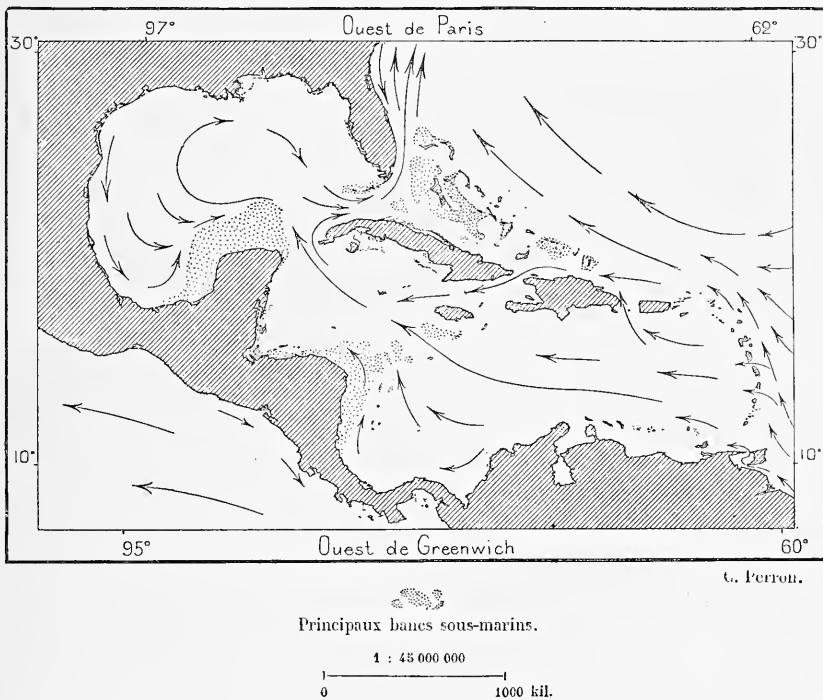 97° Ouest de Paris 62°
30° 30°
10° 10°
95° Ouest de Greenwich 60°
G. Perron.
Principaux bancs sous-marins.
1 : 45 000 000
0 1000 kil.